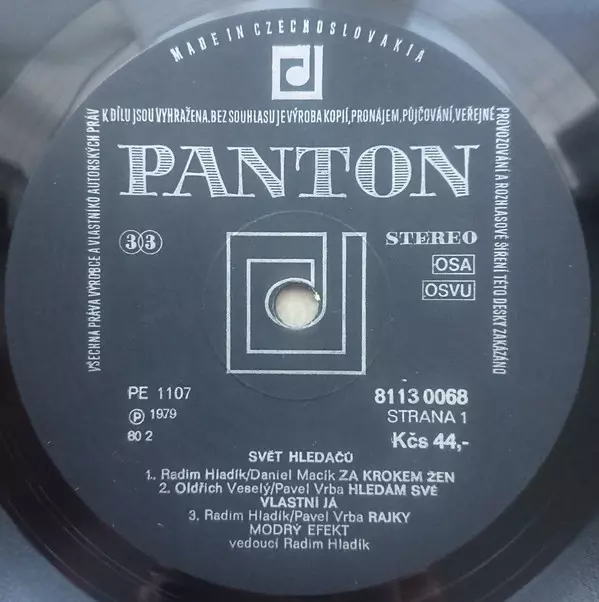 MADE IN CZECHOSLOVAKIA
VŠECHNA PRÁVA VÝROBCE A VLASTNÍKŮ AUTORSKÝCH PRÁV
K DÍLU JSOU VYHRAŽENA. BEZ SOUHLASU JE VÝROBA KOPIÍ, PRONÁJEM, PŮJČOVÁNÍ, VEŘEJNÉ
PROVOZOVÁNÍ A ROZHLASOVÉ ŠÍŘENÍ TÉTO DESKY ZAKÁZÁNO
PANTON
33
STEREO
OSA
OSVU
PE 1107
Ⓟ 1979
80 2
8113 0068
STRANA 1
Kčs 44,-
SVĚT HLEDAČŮ
1. Radim Hladík/Daniel Macík ZA KROKEM ŽEN
2. Oldřich Veselý/Pavel Vrba HLEDÁM SVÉ
VLASTNÍ JÁ
3. Radim Hladík/Pavel Vrba RAJKY
MODRÝ EFEKT
vedoucí Radim Hladík